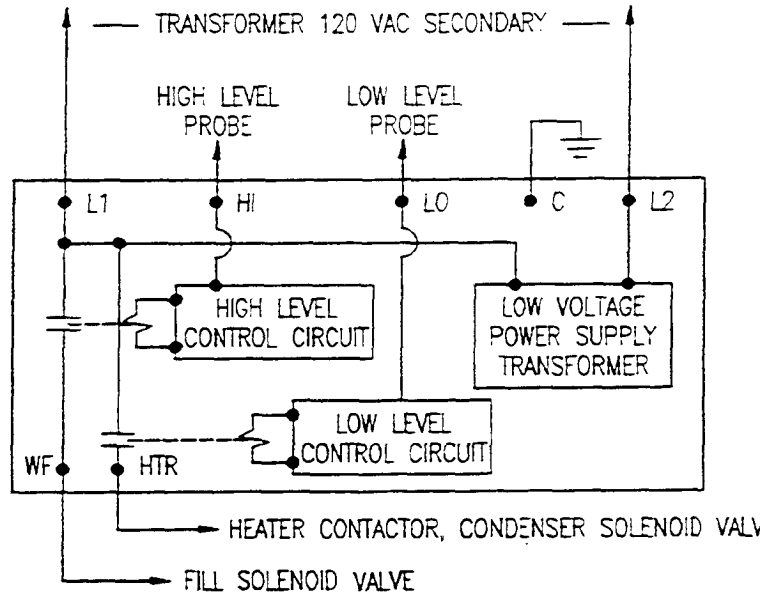 TRANSFORMER 120 VAC SECONDARY
HIGH LEVEL
PROBE
LOW LEVEL
PROBE
L1
HI
LO
C
L2
HIGH LEVEL
CONTROL CIRCUIT
LOW VOLTAGE
POWER SUPPLY
TRANSFORMER
LOW LEVEL
CONTROL CIRCUIT
WF
HTR
HEATER CONTACTOR, CONDENSER SOLENOID VALV
FILL SOLENOID VALVE